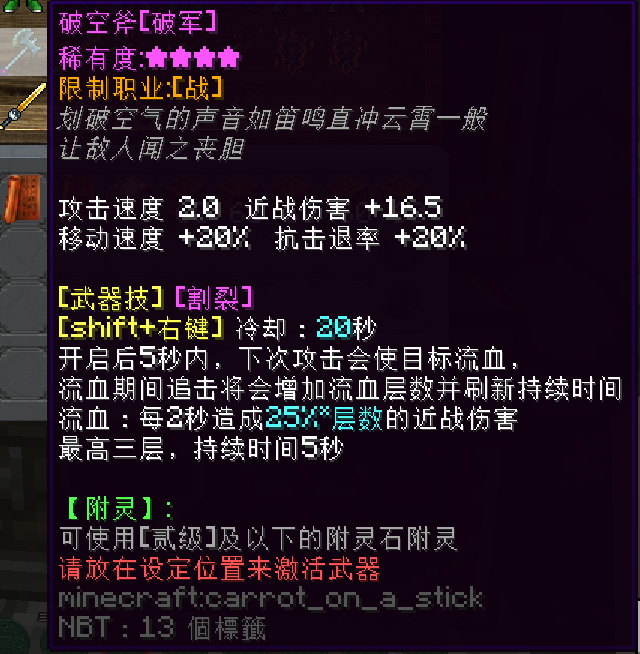 破空斧[破军]
稀有度:★★★★
限制职业:[战]
划破空气的声音如笛鸣直冲云霄一般
让敌人闻之丧胆
攻击速度 2.0 近战伤害 +16.5
移动速度 +20% 抗击退率 +20%
[武器技] [割裂]
[shift+右键] 冷却：20秒
开启后5秒内，下次攻击会使目标流血，
流血期间追击将会增加流血层数并刷新持续时间
流血：每2秒造成25%*层数的近战伤害
最高三层，持续时间5秒
【附灵】：
可使用[贰级]及以下的附灵石附灵
请放在设定位置来激活武器
minecraft:carrot_on_a_stick
NBT：13 個標籤